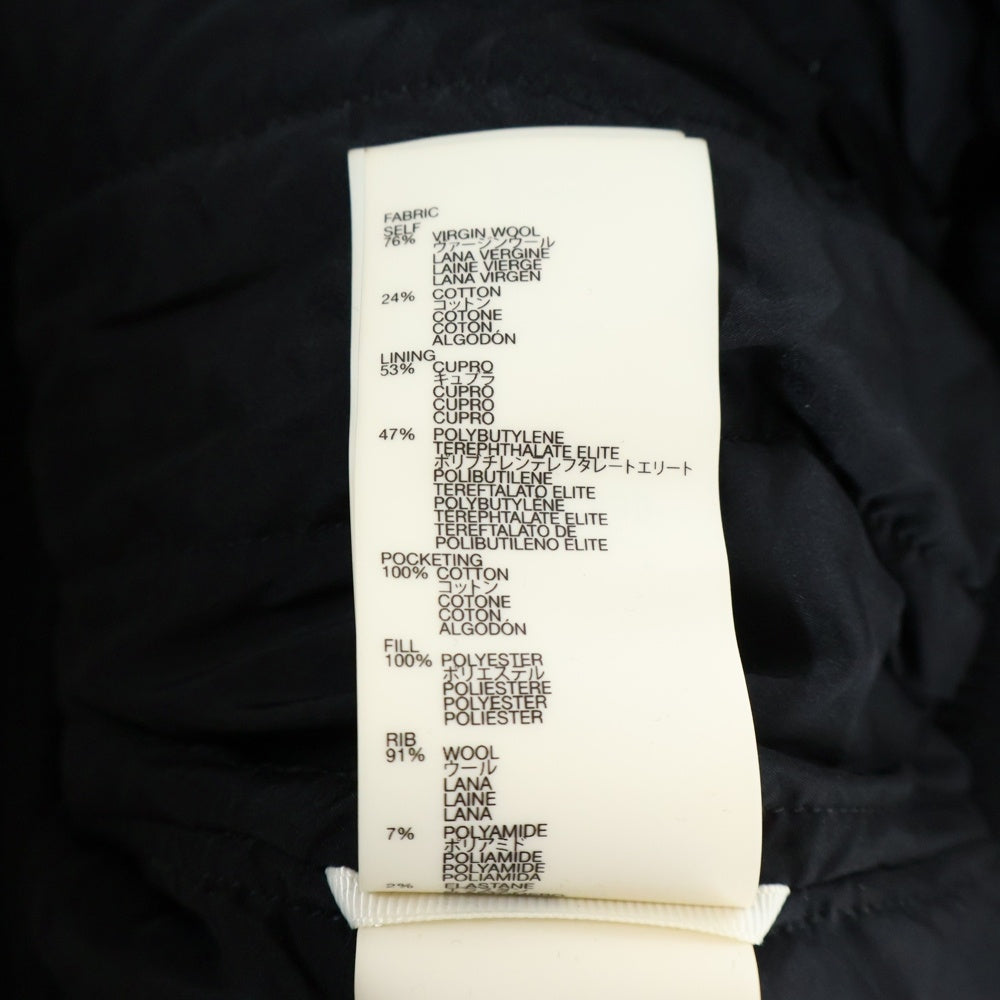 FABRIC
SELF
76% VIRGIN WOOL
ヴァージンウール
LANA VERGINE
LAINE VIERGE
LANA VIRGEN
24% COTTON
コットン
COTONE
COTON
ALGODÓN
LINING
53% CUPRO
キュプラ
CUPRO
CUPRO
CUPRO
47% POLYBUTYLENE
TEREPHTHALATE ELITE
ポリブチレンテレフタレートエリート
POLIBUTILENE
TEREFTALATO ELITE
POLYBUTYLÈNE
TEREPHTALATE ELITE
TEREFTALATO DE
POLIBUTILENO ELITE
POCKETING
100% COTTON
コットン
COTONE
COTON
ALGODÓN
FILL
100% POLYESTER
ポリエステル
POLIESTERE
POLYESTER
POLIESTER
RIB
91% WOOL
ウール
LANA
LAINE
LANA
7% POLYAMIDE
ポリアミド
POLIAMIDE
POLYAMIDE
POLIAMIDA
2% ELASTANE